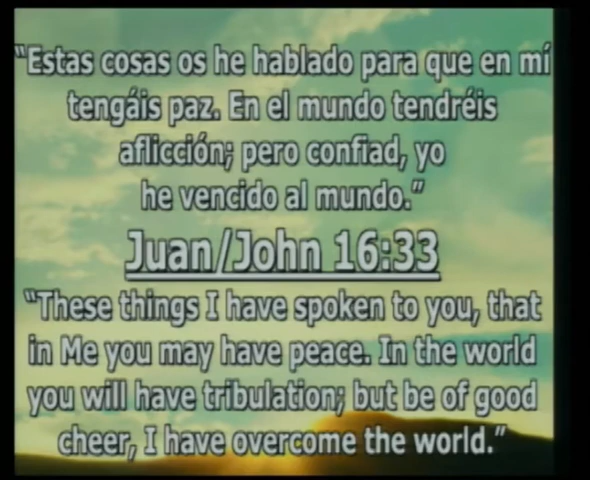 "Estas cosas os he hablado para que en mí
tengáis paz. En el mundo tendréis
aflicción; pero confiad, yo
he vencido al mundo."
Juan/John 16:33
"These things I have spoken to you, that
in Me you may have peace. In the world
you will have tribulation; but be of good
cheer, I have overcome the world."